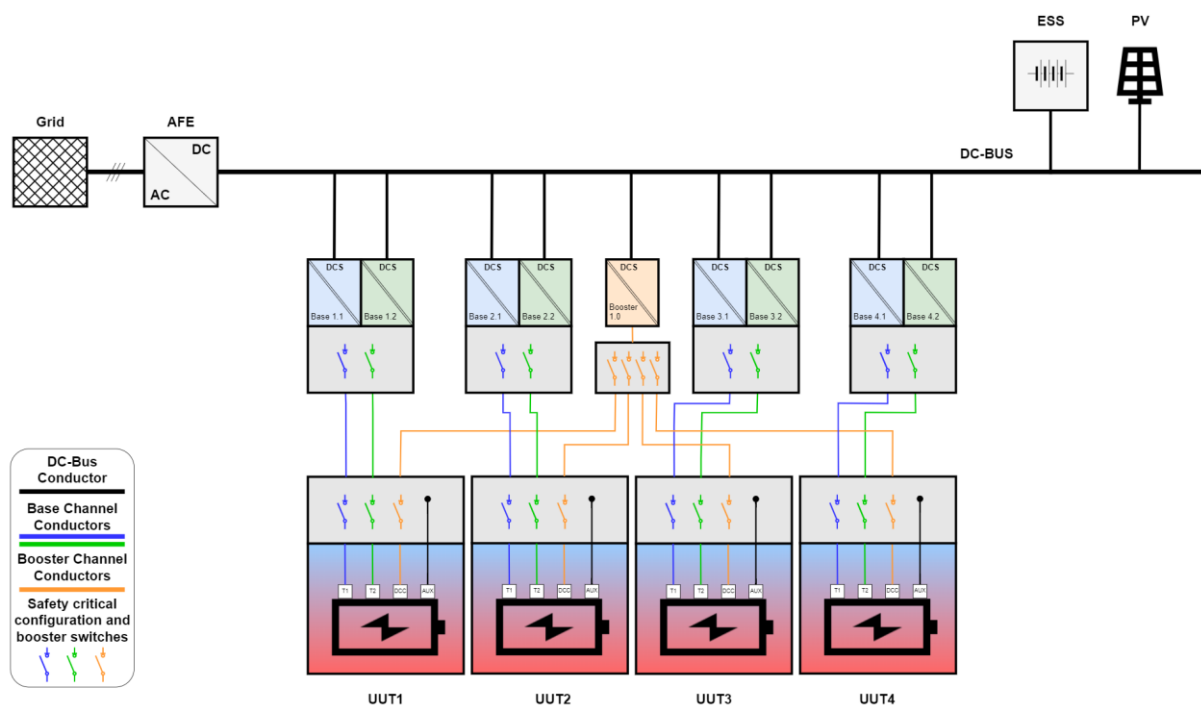 ESS
PV
Grid
AFE
DC
AC
DC-BUS
DCS
DCS
DCS
DCS
DCS
DCS
DCS
DCS
DCS
Base 1.1
Base 1.2
Base 2.1
Base 2.2
Booster
1.0
Base 3.1
Base 3.2
Base 4.1
Base 4.2
DC-Bus
Conductor
Base Channel
Conductors
Booster Channel
Conductors
Safety critical
configuration and
booster switches
T1
T2
DCC
AUX
T1
T2
DCC
AUX
T1
T2
DCC
AUX
T1
T2
DCC
AUX
UUT1
UUT2
UUT3
UUT4